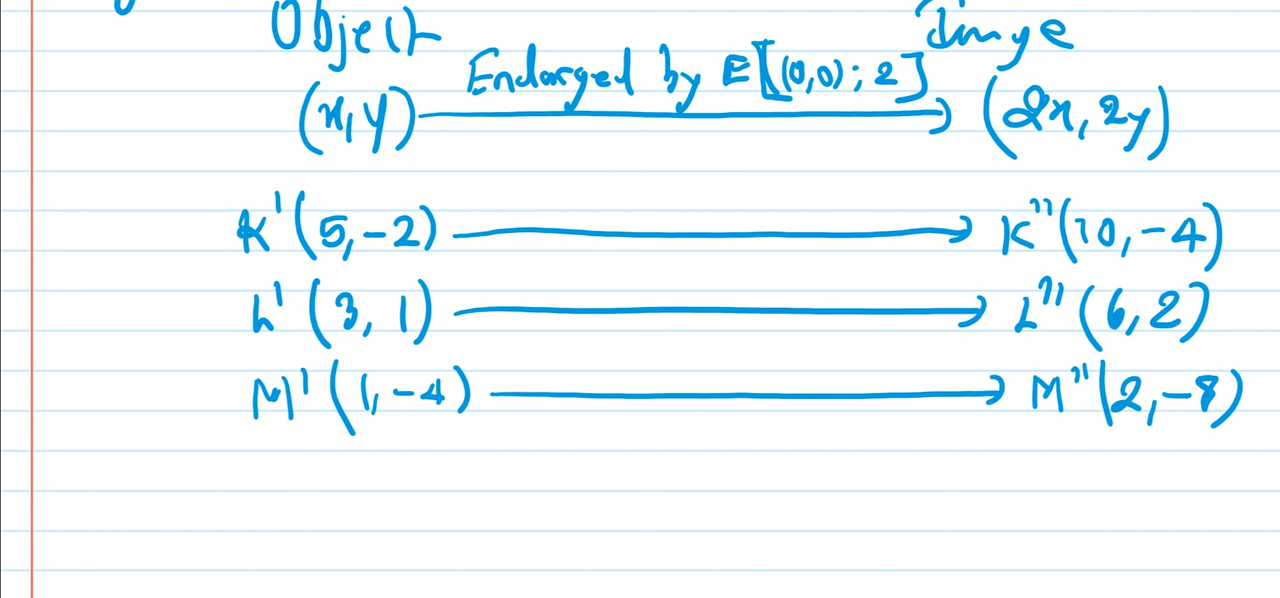 Object Image
Enlarged by E[(0,0); 2]
(x, y) → (2x, 2y)
K'(5, -2) → K''(10, -4)
L'(3, 1) → L''(6, 2)
M'(1, -4) → M''(2, -8)